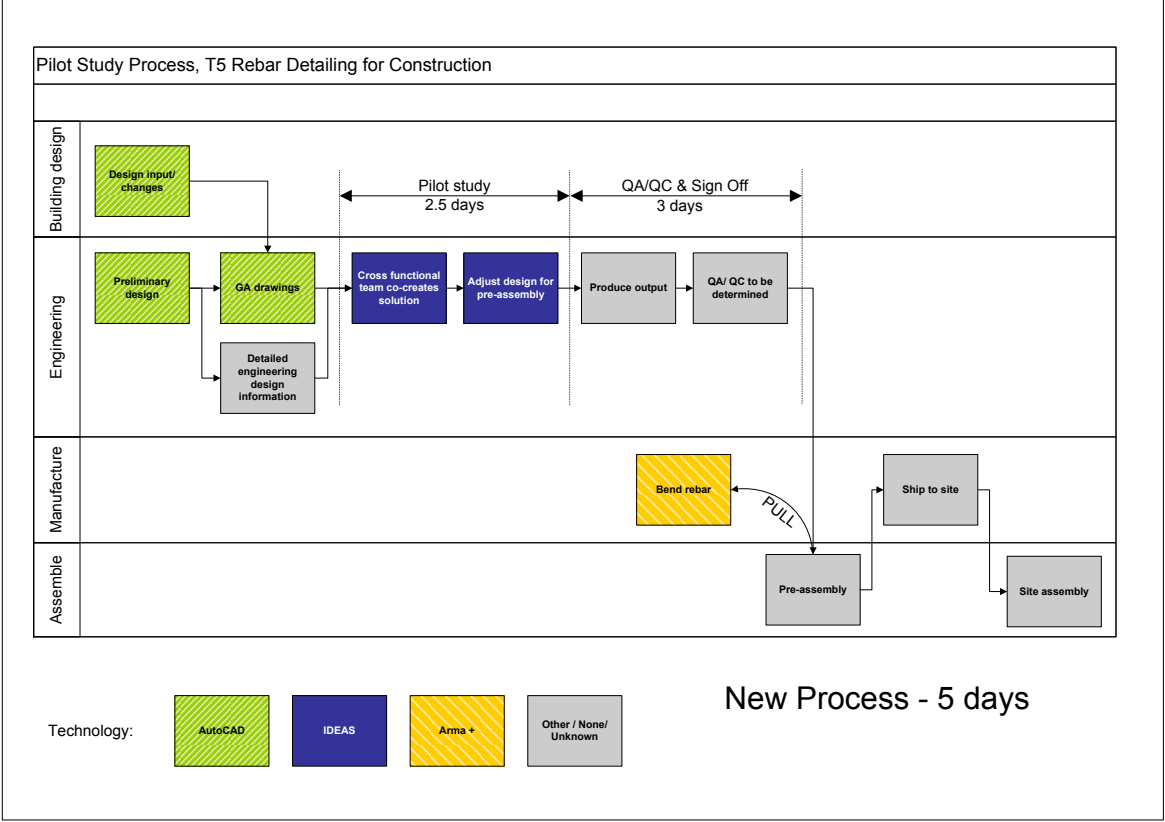 Pilot Study Process, T5 Rebar Detailing for Construction
Building design
Design input/
changes
Pilot study
2.5 days
QA/QC & Sign Off
3 days
Engineering
Preliminary
design
GA drawings
Cross functional
team co-creates
solution
Adjust design for
pre-assembly
Produce output
QA/ QC to be
determined
Detailed
engineering
design
information
Manufacture
Bend rebar
PULL
Ship to site
Assemble
Pre-assembly
Site assembly
New Process - 5 days
Technology:
AutoCAD
IDEAS
Arma +
Other / None/
Unknown